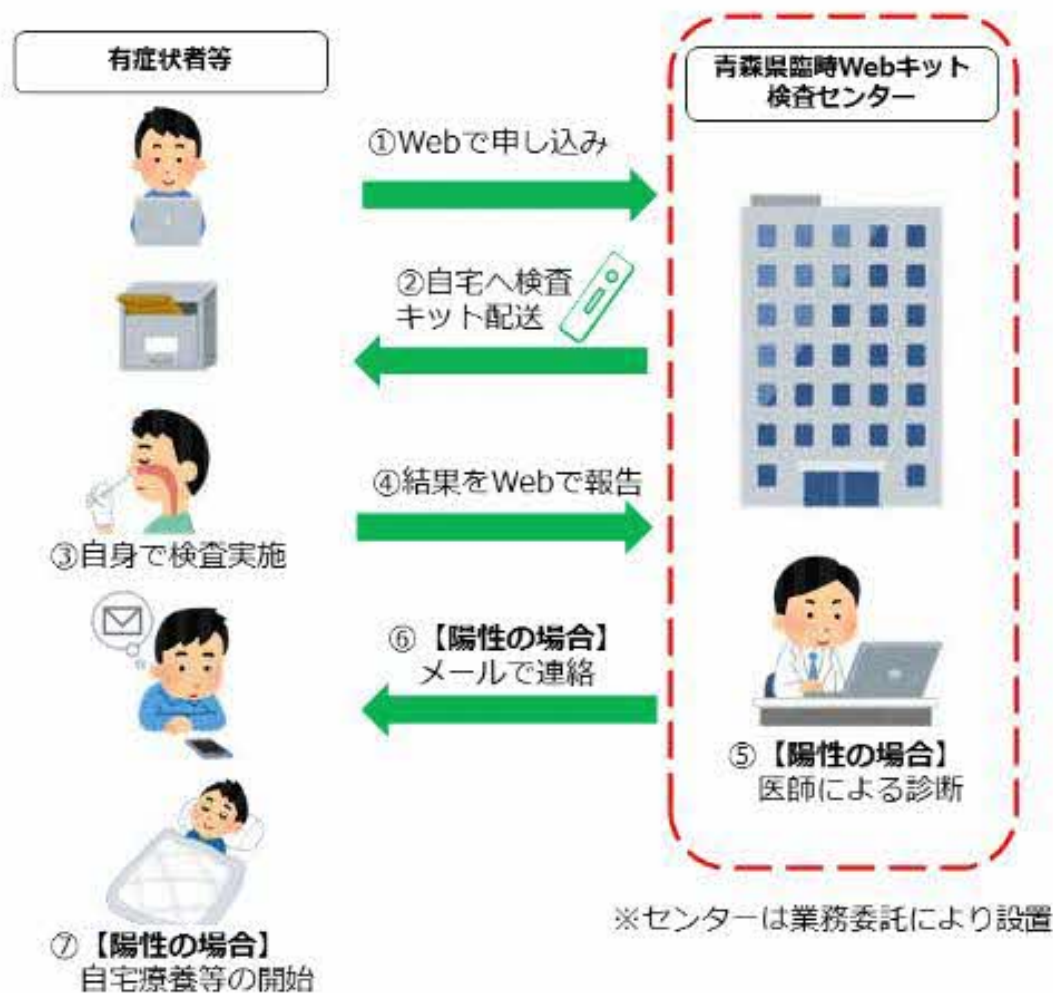 有症状者等
青森県臨時Webキット
検査センター
①Webで申し込み
②自宅へ検査
キット配送
③自身で検査実施
④結果をWebで報告
⑤【陽性の場合】
医師による診断
⑥【陽性の場合】
メールで連絡
⑦【陽性の場合】
自宅療養等の開始
※センターは業務委託により設置